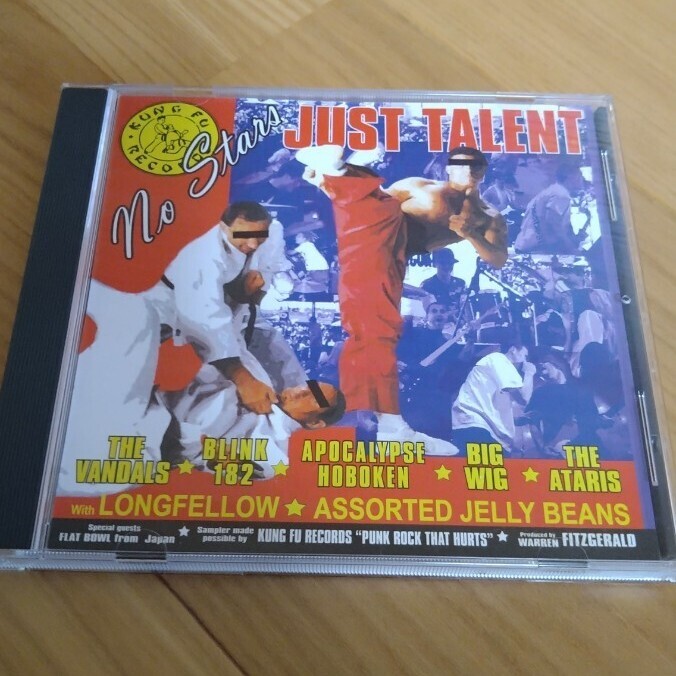 KUNG FU
RECORDS
No Stars
JUST TALENT
THE VANDALS ★ BLINK 182 ★ APOCALYPSE HOBOKEN ★ BIG WIG ★ THE ATARIS
With LONGFELLOW ★ ASSORTED JELLY BEANS
Special guests
FLAT BOWL from Japan ★ Sampler made possible by KUNG FU RECORDS "PUNK ROCK THAT HURTS" ★ Produced by WARREN FITZGERALD